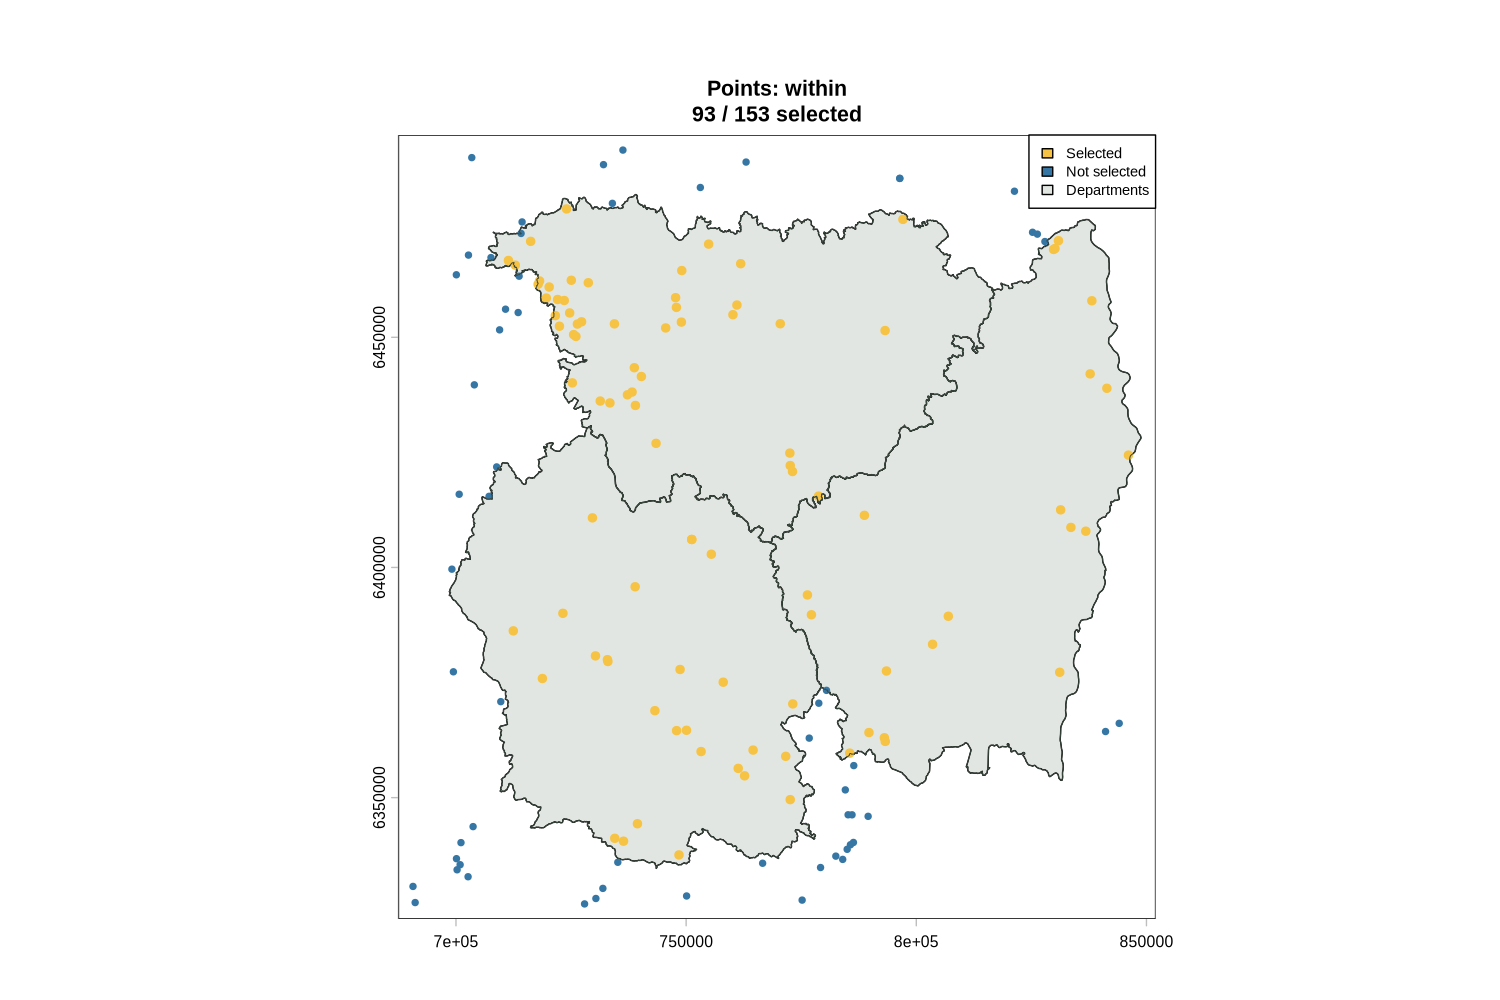 Points: within
93 / 153 selected
Selected
Not selected
Departments
6450000
6400000
6350000
7e+05
750000
8e+05
850000